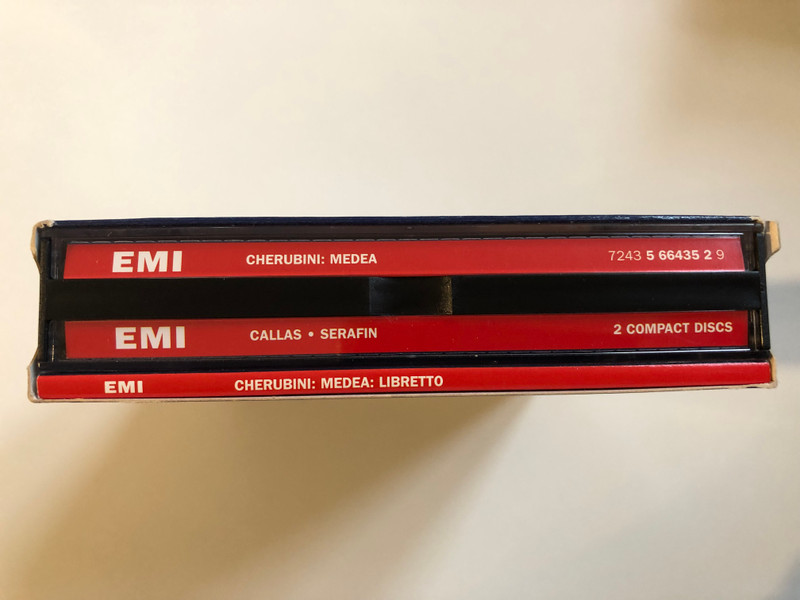 EMI CHERUBINI: MEDEA 7243 5 66435 2 9
EMI CALLAS • SERAFIN 2 COMPACT DISCS
EMI CHERUBINI: MEDEA: LIBRETTO